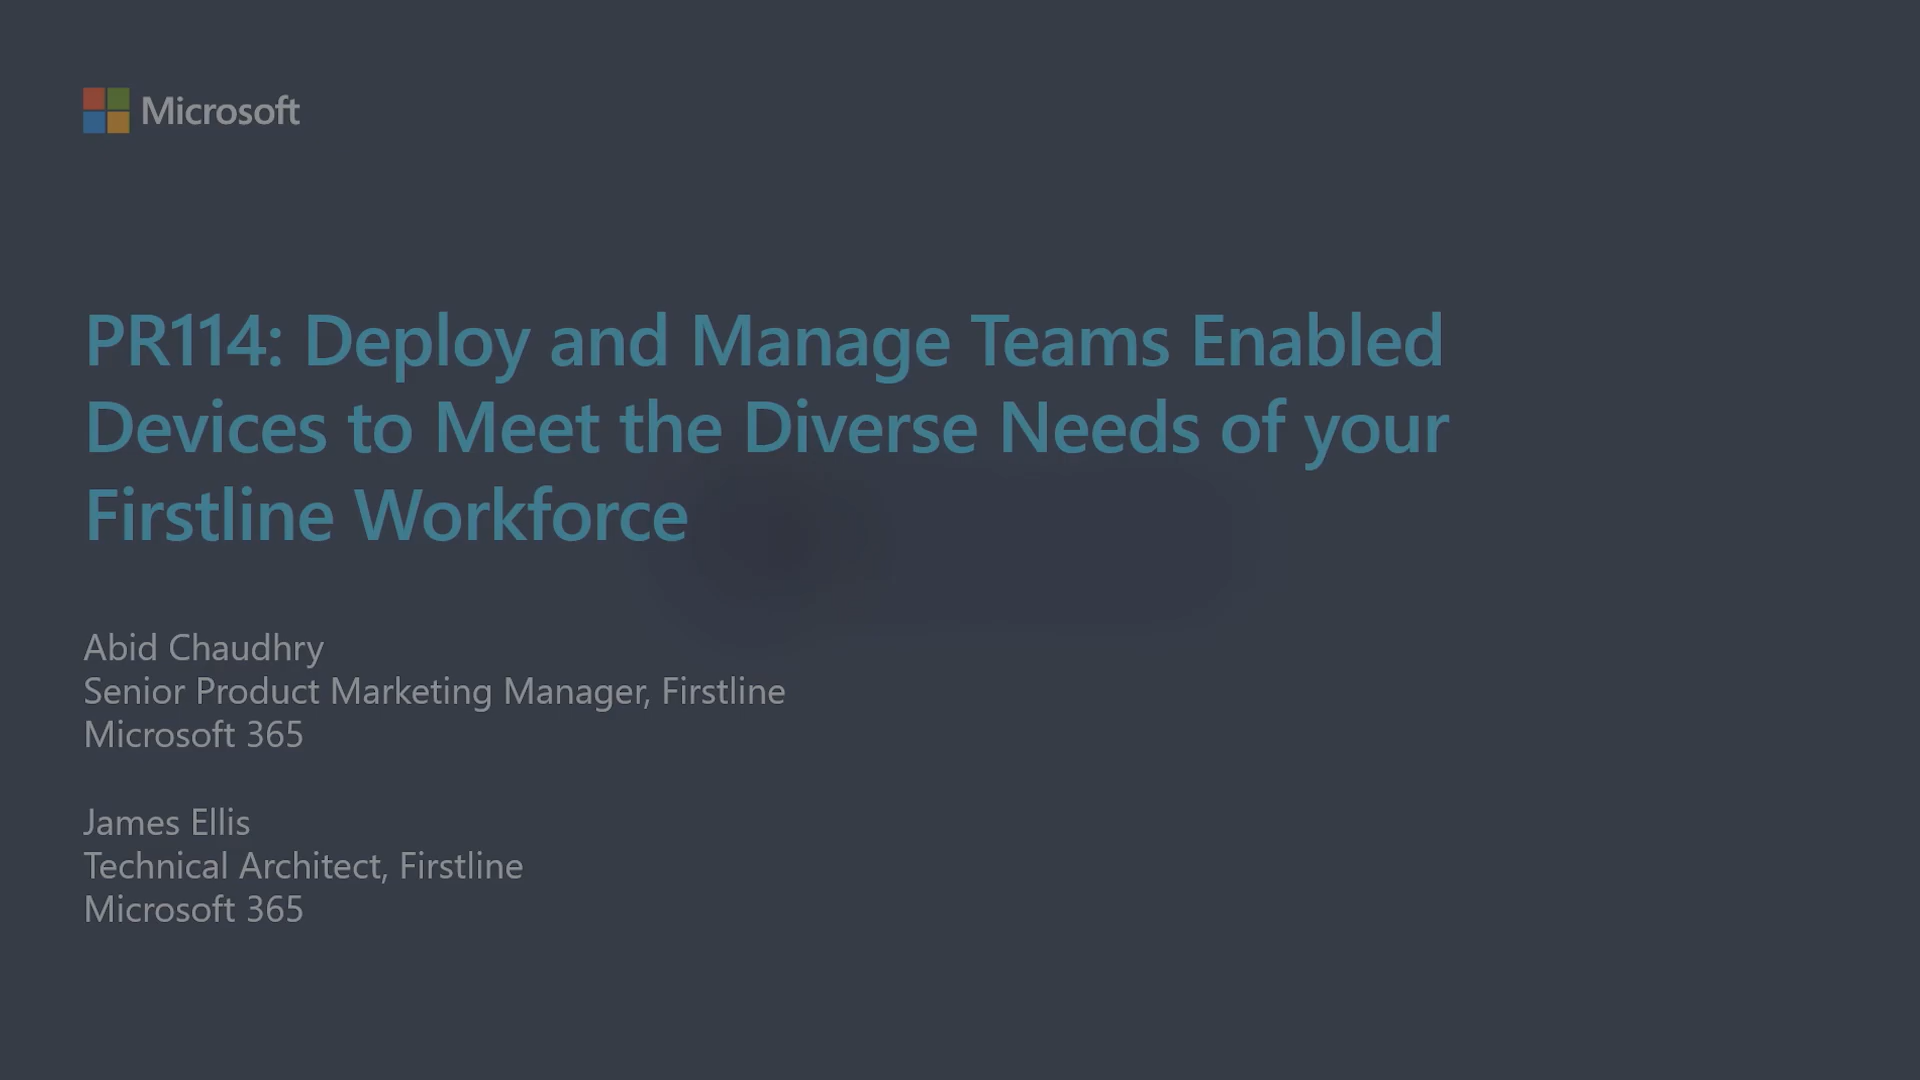 Microsoft
PR114: Deploy and Manage Teams Enabled
Devices to Meet the Diverse Needs of your
Firstline Workforce
Abid Chaudhry
Senior Product Marketing Manager, Firstline
Microsoft 365
James Ellis
Technical Architect, Firstline
Microsoft 365